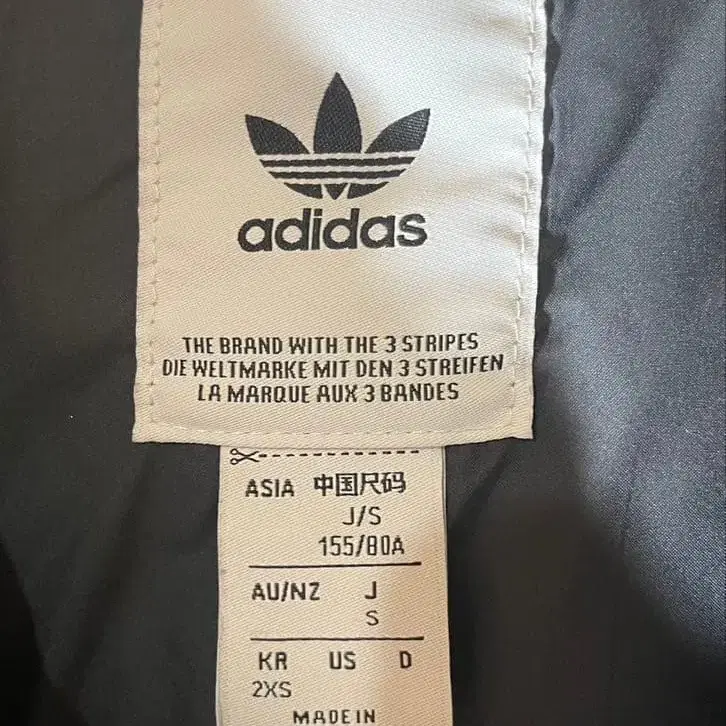 adidas
THE BRAND WITH THE 3 STRIPES
DIE WELTMARKE MIT DEN 3 STREIFEN
LA MARQUE AUX 3 BANDES
ASIA 中国尺码
J/S
155/80A
AU/NZ J
S
KR US D
2XS
MADE IN